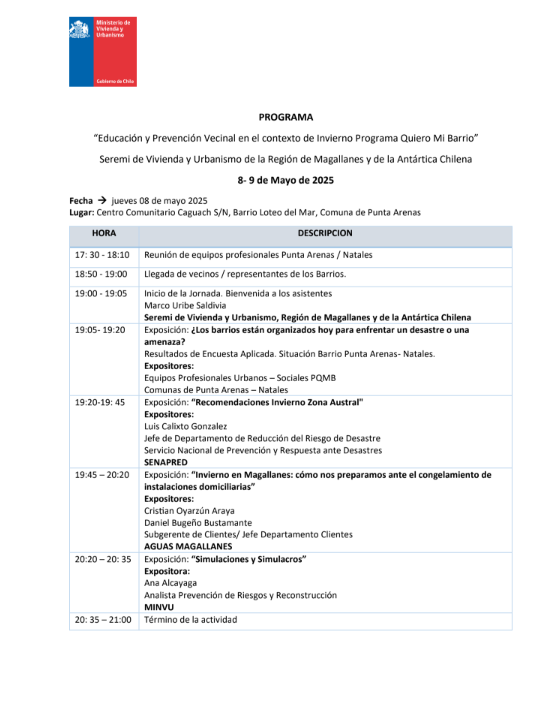 Ministerio de
Vivienda y
Urbanismo
Gobierno de Chile
PROGRAMA
“Educación y Prevención Vecinal en el contexto de Invierno Programa Quiero Mi Barrio”
Seremi de Vivienda y Urbanismo de la Región de Magallanes y de la Antártica Chilena
8- 9 de Mayo de 2025
Fecha → jueves 08 de mayo 2025
Lugar: Centro Comunitario Caguach S/N, Barrio Loteo del Mar, Comuna de Punta Arenas
HORA DESCRIPCION
17: 30 - 18:10 Reunión de equipos profesionales Punta Arenas / Natales
18:50 - 19:00 Llegada de vecinos / representantes de los Barrios.
19:00 - 19:05 Inicio de la Jornada. Bienvenida a los asistentes
Marco Uribe Saldivia
Seremi de Vivienda y Urbanismo, Región de Magallanes y de la Antártica Chilena
19:05- 19:20 Exposición: ¿Los barrios están organizados hoy para enfrentar un desastre o una
amenaza?
Resultados de Encuesta Aplicada. Situación Barrio Punta Arenas- Natales.
Expositores:
Equipos Profesionales Urbanos – Sociales PQMB
Comunas de Punta Arenas – Natales
19:20-19: 45 Exposición: “Recomendaciones Invierno Zona Austral"
Expositores:
Luis Calixto Gonzalez
Jefe de Departamento de Reducción del Riesgo de Desastre
Servicio Nacional de Prevención y Respuesta ante Desastres
SENAPRED
19:45 – 20:20 Exposición: “Invierno en Magallanes: cómo nos preparamos ante el congelamiento de
instalaciones domiciliarias”
Expositores:
Cristian Oyarzún Araya
Daniel Bugeño Bustamante
Subgerente de Clientes/ Jefe Departamento Clientes
AGUAS MAGALLANES
20:20 – 20: 35 Exposición: “Simulaciones y Simulacros”
Expositora:
Ana Alcayaga
Analista Prevención de Riesgos y Reconstrucción
MINVU
20: 35 – 21:00 Término de la actividad